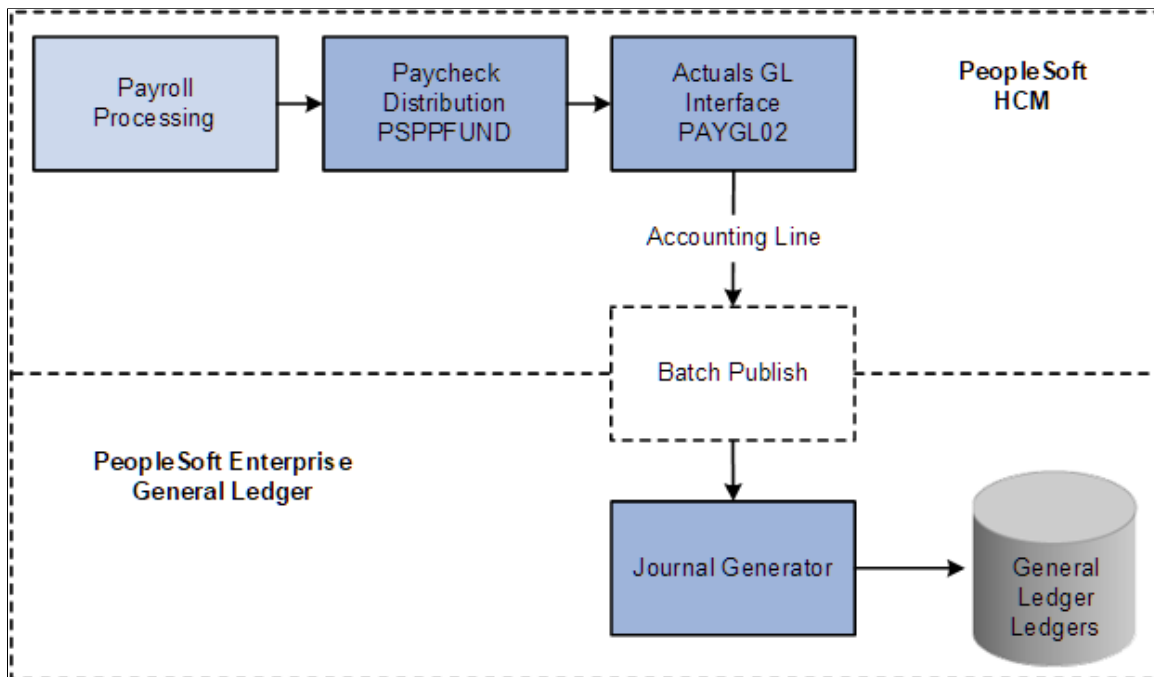 Payroll
Processing
Paycheck
Distribution
PSPPFUND
Actuals GL
Interface
PAYGL02
PeopleSoft
HCM
Accounting Line
Batch Publish
PeopleSoft Enterprise
General Ledger
Journal Generator
General
Ledger
Ledgers